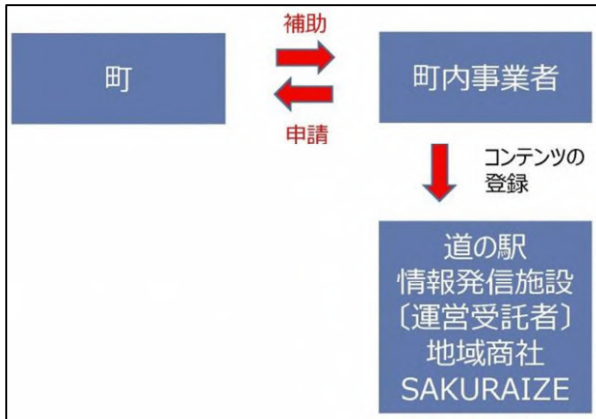 補助
町
町内事業者
申請
コンテンツの
登録
道の駅
情報発信施設
〔運営受託者〕
地域商社
SAKURAIZE